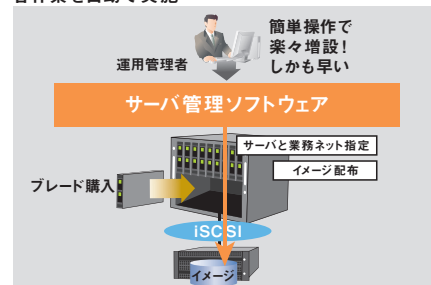 簡単操作で
楽々増設!
しかも早い
運用管理者
サーバ管理ソフトウェア
サーバと業務ネット指定
イメージ配布
ブレード購入
iSCSI
イメージ